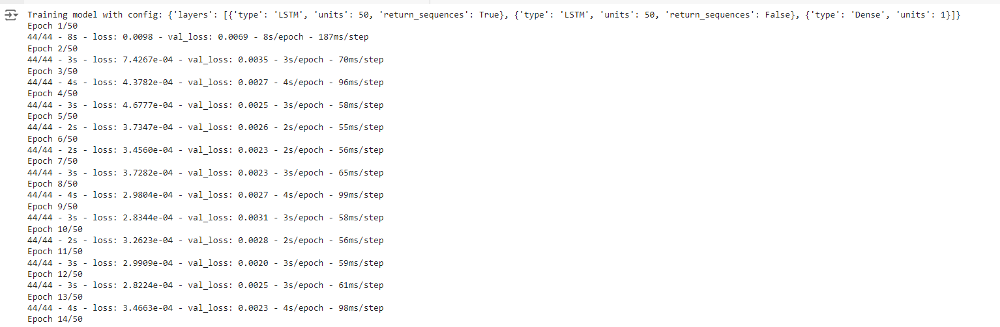 Training model with config: {'layers': [{'type': 'LSTM', 'units': 50, 'return_sequences': True}, {'type': 'LSTM', 'units': 50, 'return_sequences': False}, {'type': 'Dense', 'units': 1}]}
Epoch 1/50
44/44 - 8s - loss: 0.0098 - val_loss: 0.0069 - 8s/epoch - 187ms/step
Epoch 2/50
44/44 - 3s - loss: 7.4267e-04 - val_loss: 0.0035 - 3s/epoch - 70ms/step
Epoch 3/50
44/44 - 4s - loss: 4.3782e-04 - val_loss: 0.0027 - 4s/epoch - 96ms/step
Epoch 4/50
44/44 - 3s - loss: 4.6777e-04 - val_loss: 0.0025 - 3s/epoch - 58ms/step
Epoch 5/50
44/44 - 2s - loss: 3.7347e-04 - val_loss: 0.0026 - 2s/epoch - 55ms/step
Epoch 6/50
44/44 - 2s - loss: 3.4560e-04 - val_loss: 0.0023 - 2s/epoch - 56ms/step
Epoch 7/50
44/44 - 3s - loss: 3.7282e-04 - val_loss: 0.0023 - 3s/epoch - 65ms/step
Epoch 8/50
44/44 - 4s - loss: 2.9804e-04 - val_loss: 0.0027 - 4s/epoch - 99ms/step
Epoch 9/50
44/44 - 3s - loss: 2.8344e-04 - val_loss: 0.0031 - 3s/epoch - 58ms/step
Epoch 10/50
44/44 - 2s - loss: 3.2623e-04 - val_loss: 0.0028 - 2s/epoch - 56ms/step
Epoch 11/50
44/44 - 3s - loss: 2.9909e-04 - val_loss: 0.0020 - 3s/epoch - 59ms/step
Epoch 12/50
44/44 - 3s - loss: 2.8224e-04 - val_loss: 0.0025 - 3s/epoch - 61ms/step
Epoch 13/50
44/44 - 4s - loss: 3.4663e-04 - val_loss: 0.0023 - 4s/epoch - 98ms/step
Epoch 14/50